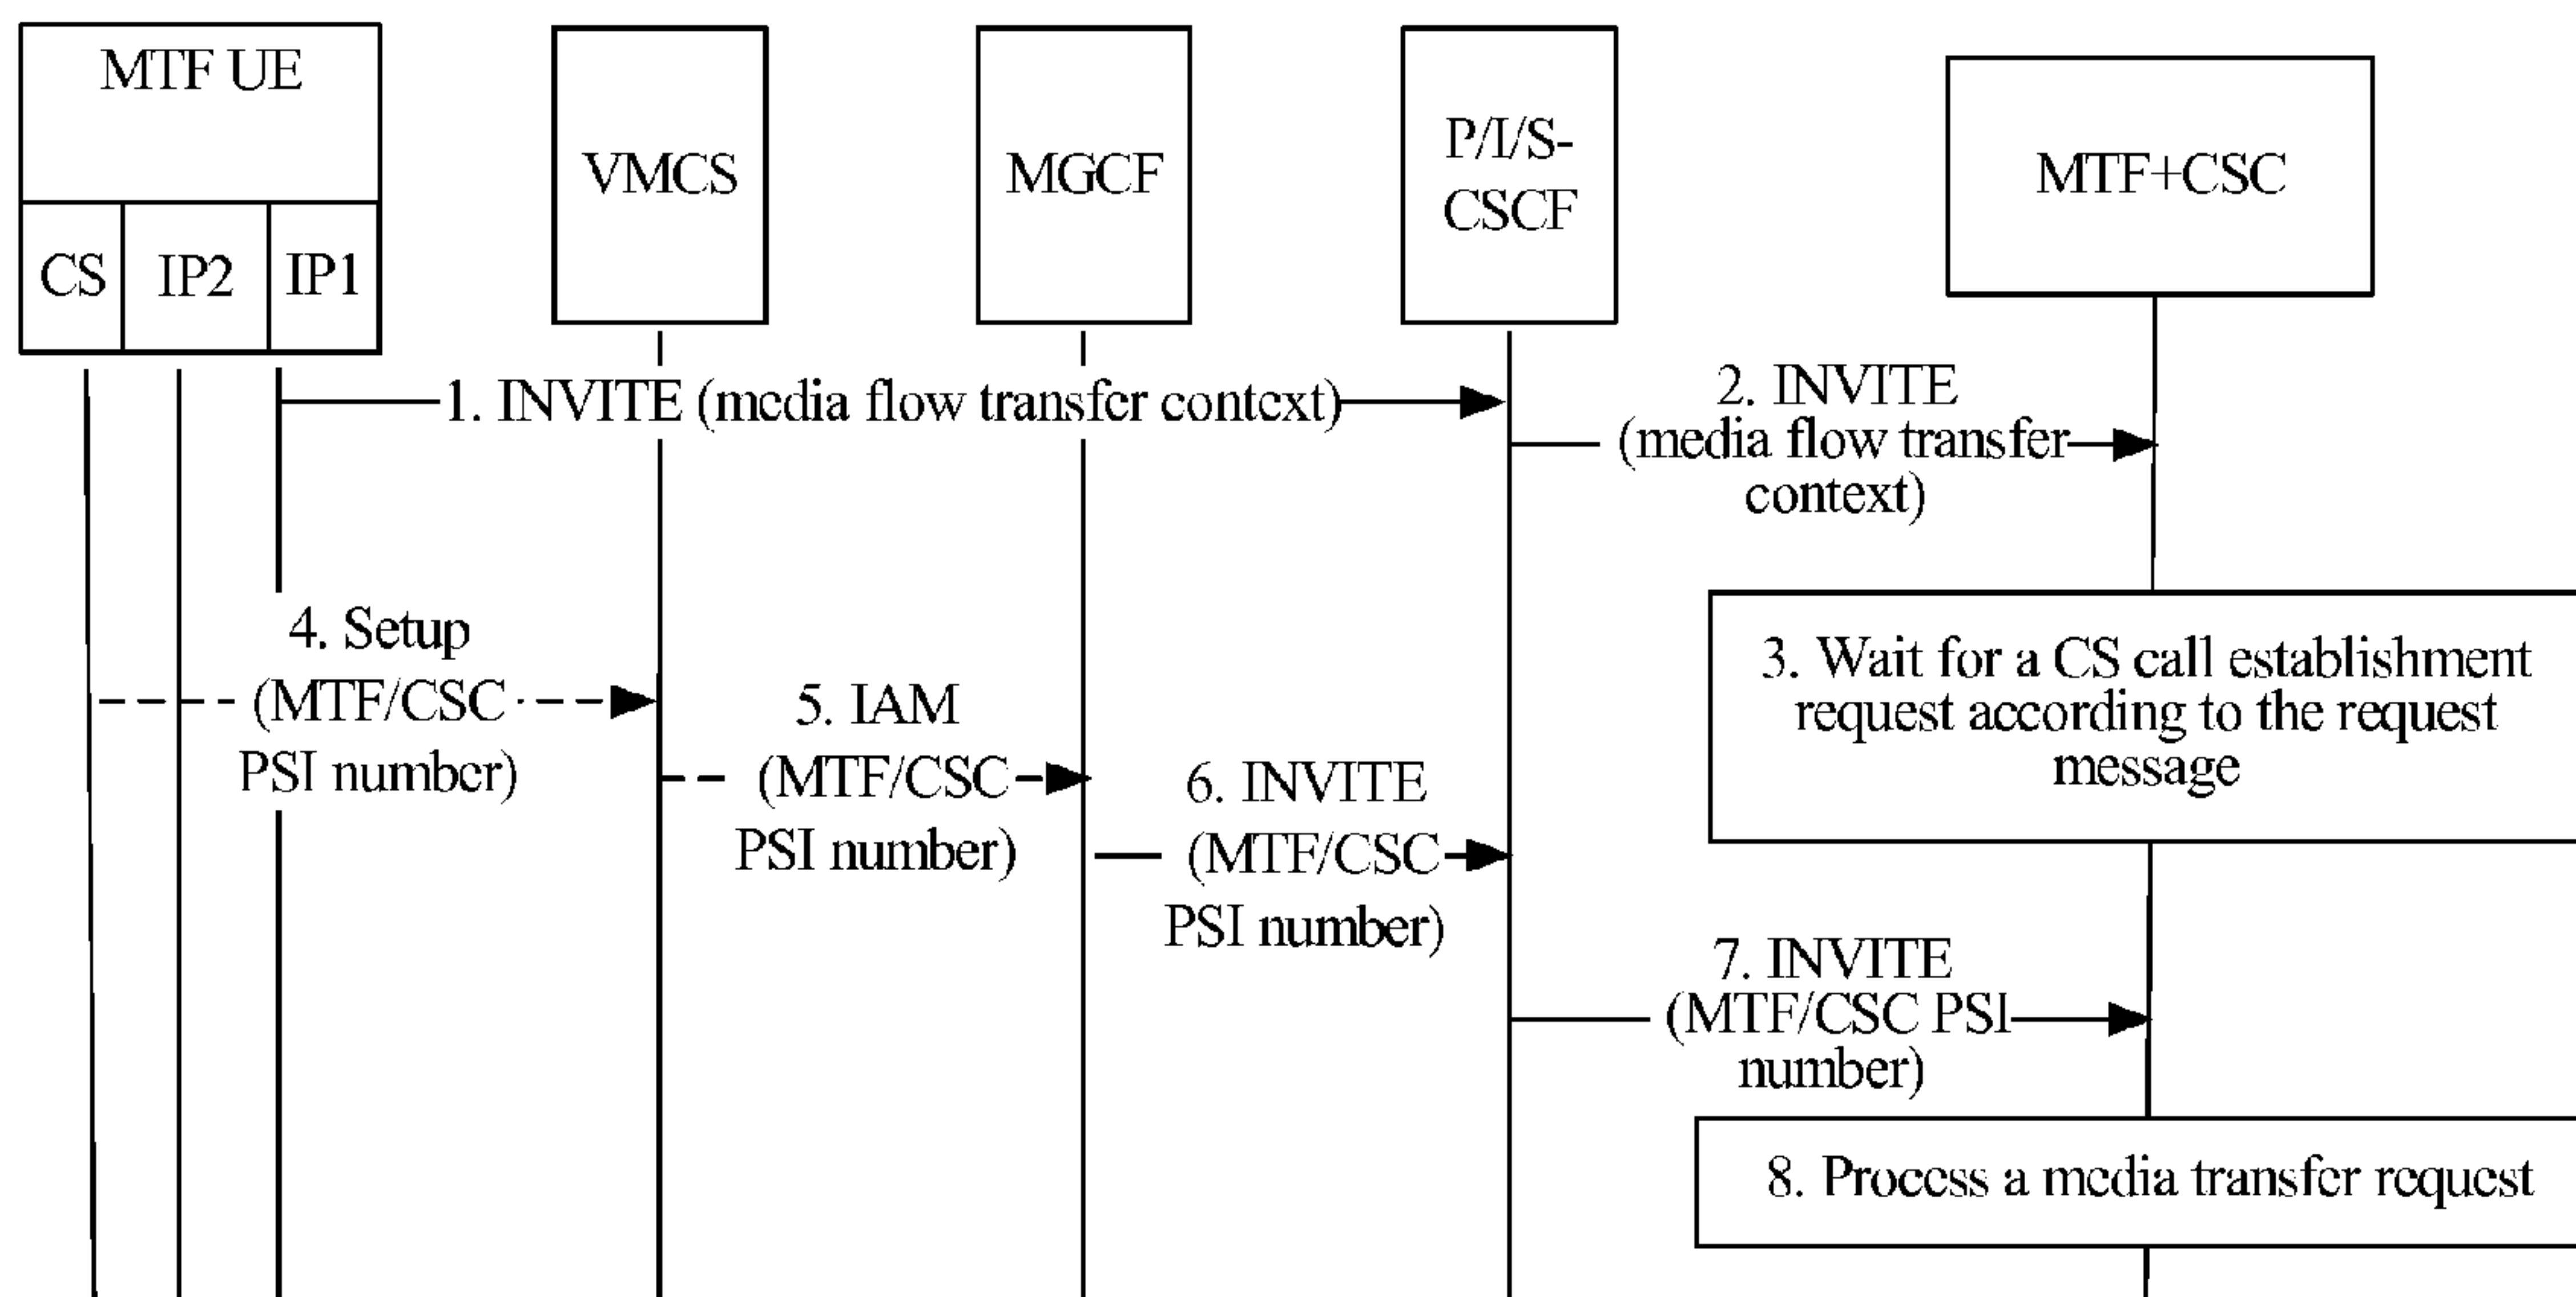 MTF UE
CS
IP2
IP1
VMCS
MGCF
P/I/S-
CSCF
MTF+CSC
1. INVITE (media flow transfer context)
2. INVITE
(media flow transfer
context)
3. Wait for a CS call establishment
request according to the request
message
4. Setup
(MTF/CSC
PSI number)
5. IAM
(MTF/CSC
PSI number)
6. INVITE
(MTF/CSC
PSI number)
7. INVITE
(MTF/CSC PSI
number)
8. Process a media transfer request